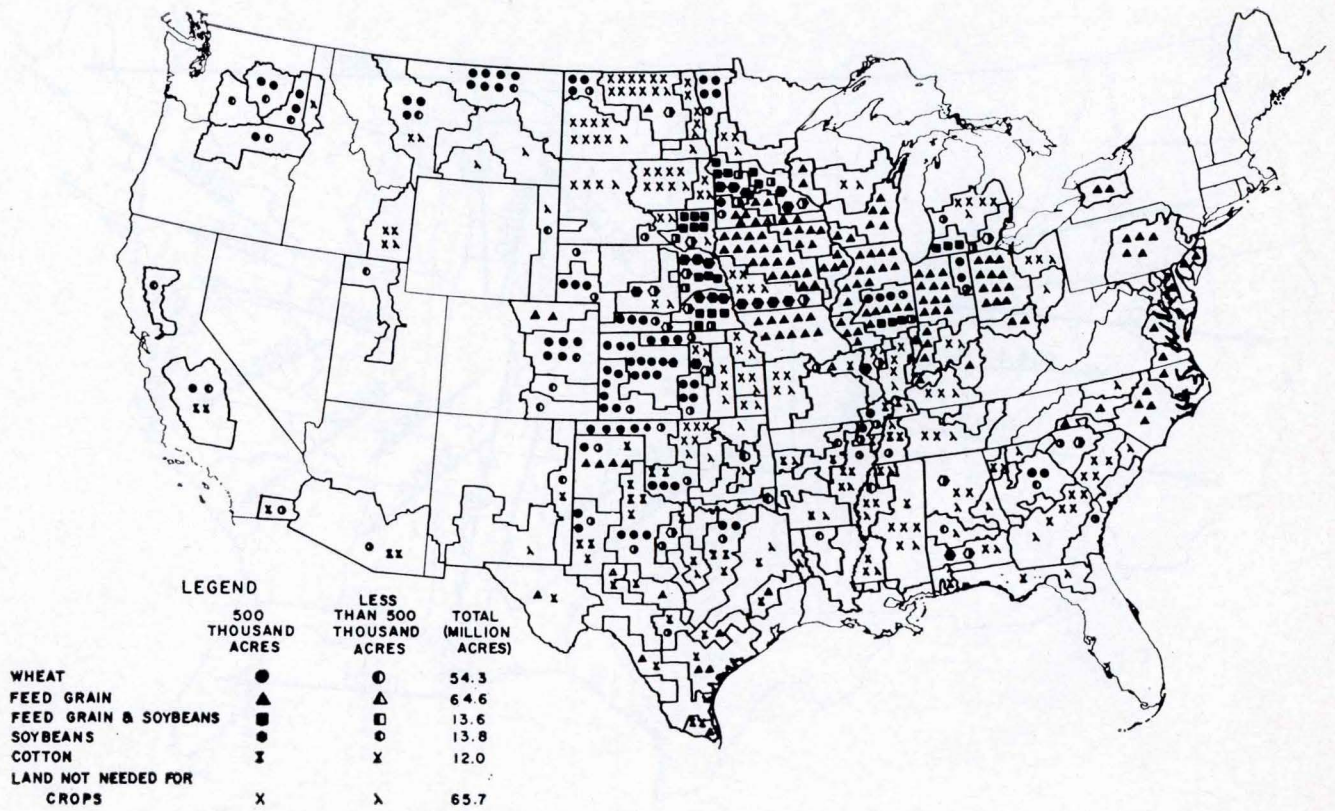 LEGEND
500 THOUSAND ACRES
LESS THAN 500 THOUSAND ACRES
TOTAL (MILLION ACRES)
WHEAT 54.3
FEED GRAIN 64.6
FEED GRAIN & SOYBEANS 13.6
SOYBEANS 13.8
COTTON 12.0
LAND NOT NEEDED FOR
CROPS X λ 65.7